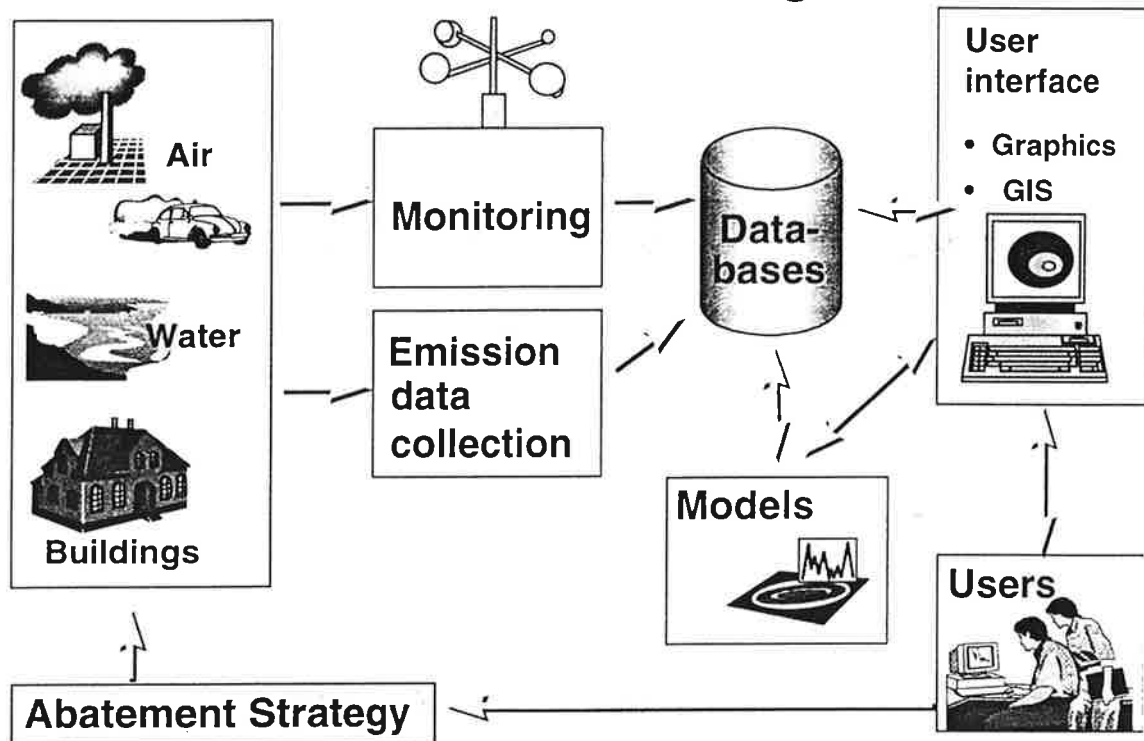 Air
Water
Buildings
Monitoring
Emission
data
collection
Data-
bases
User
interface
• Graphics
• GIS
Models
Users
Abatement Strategy